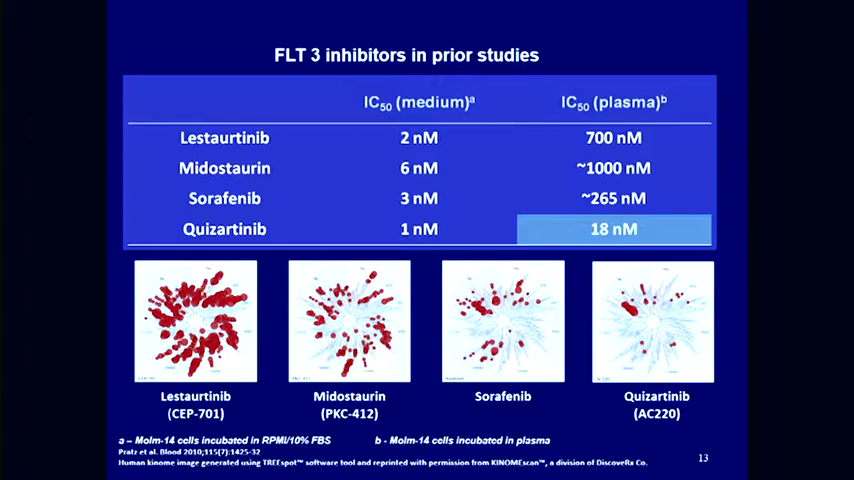 FLT 3 inhibitors in prior studies
IC50 (medium)a IC50 (plasma)b
Lestaurtinib 2 nM 700 nM
Midostaurin 6 nM ~1000 nM
Sorafenib 3 nM ~265 nM
Quizartinib 1 nM 18 nM
Lestaurtinib Midostaurin Sorafenib Quizartinib
(CEP-701) (PKC-412) (AC220)
a – Molm-14 cells incubated in RPMI/10% FBS b - Molm-14 cells incubated in plasma
Pratz et al. Blood 2010;115(7):1425-32
Human kinome image generated using TREEspot™ software tool and reprinted with permission from KINOMEscan™, a division of DiscoveRx Co.
13